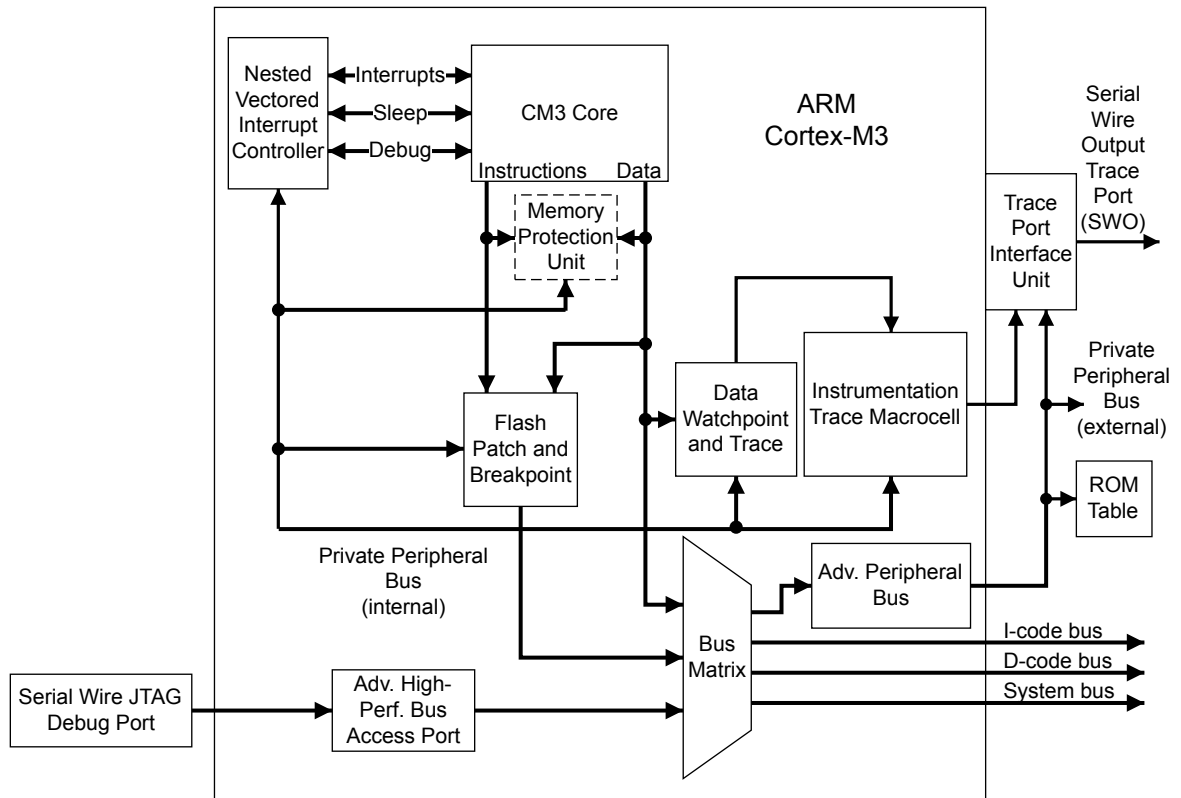 Nested
Vectored
Interrupt
Controller
Interrupts
Sleep
Debug
CM3 Core
Instructions
Data
ARM
Cortex-M3
Serial
Wire
Output
Trace
Port
(SWO)
Memory
Protection
Unit
Trace
Port
Interface
Unit
Private
Peripheral
Bus
(external)
Flash
Patch and
Breakpoint
Data
Watchpoint
and Trace
Instrumentation
Trace Macrocell
ROM
Table
Private Peripheral
Bus
(internal)
Adv. Peripheral
Bus
Bus
Matrix
I-code bus
D-code bus
System bus
Serial Wire JTAG
Debug Port
Adv. High-
Perf. Bus
Access Port